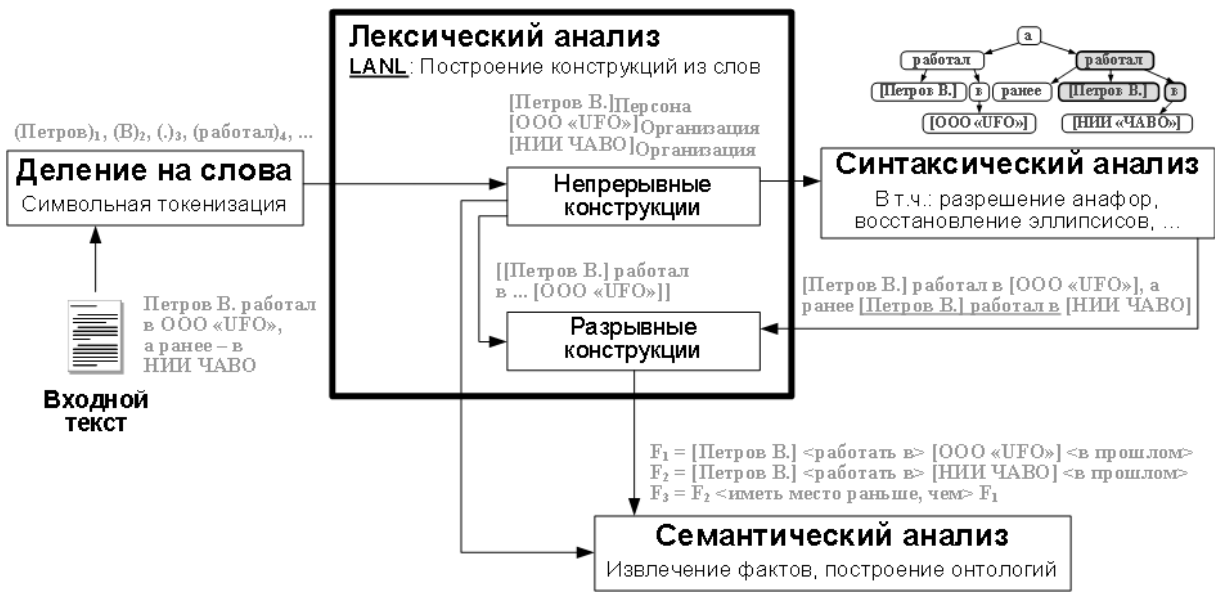 Лексический анализ
LANL: Построение конструкций из слов
[Петров В.]Персона
[ООО «UFO»]Организация
[НИИ ЧАВО]Организация
Непрерывные
конструкции
[[Петров В.] работал
в ... [ООО «UFO»]]
Разрывные
конструкции
(Петров)₁, (В)₂, (.)₃, (работал)₄, ...
Деление на слова
Символьная токенизация
Петров В. работал
в ООО «UFO»,
а ранее – в
НИИ ЧАВО
Входной
текст
а
работал
работал
[Петров В.]
в
ранее
[Петров В.]
в
[ООО «UFO»]
[НИИ «ЧАВО»]
Синтаксический анализ
В т.ч.: разрешение анафор,
восстановление эллипсисов, ...
[Петров В.] работал в [ООО «UFO»], а
ранее [Петров В.] работал в [НИИ ЧАВО]
F₁ = [Петров В.] <работать в> [ООО «UFO»] <в прошлом>
F₂ = [Петров В.] <работать в> [НИИ ЧАВО] <в прошлом>
F₃ = F₂ <иметь место раньше, чем> F₁
Семантический анализ
Извлечение фактов, построение онтологий